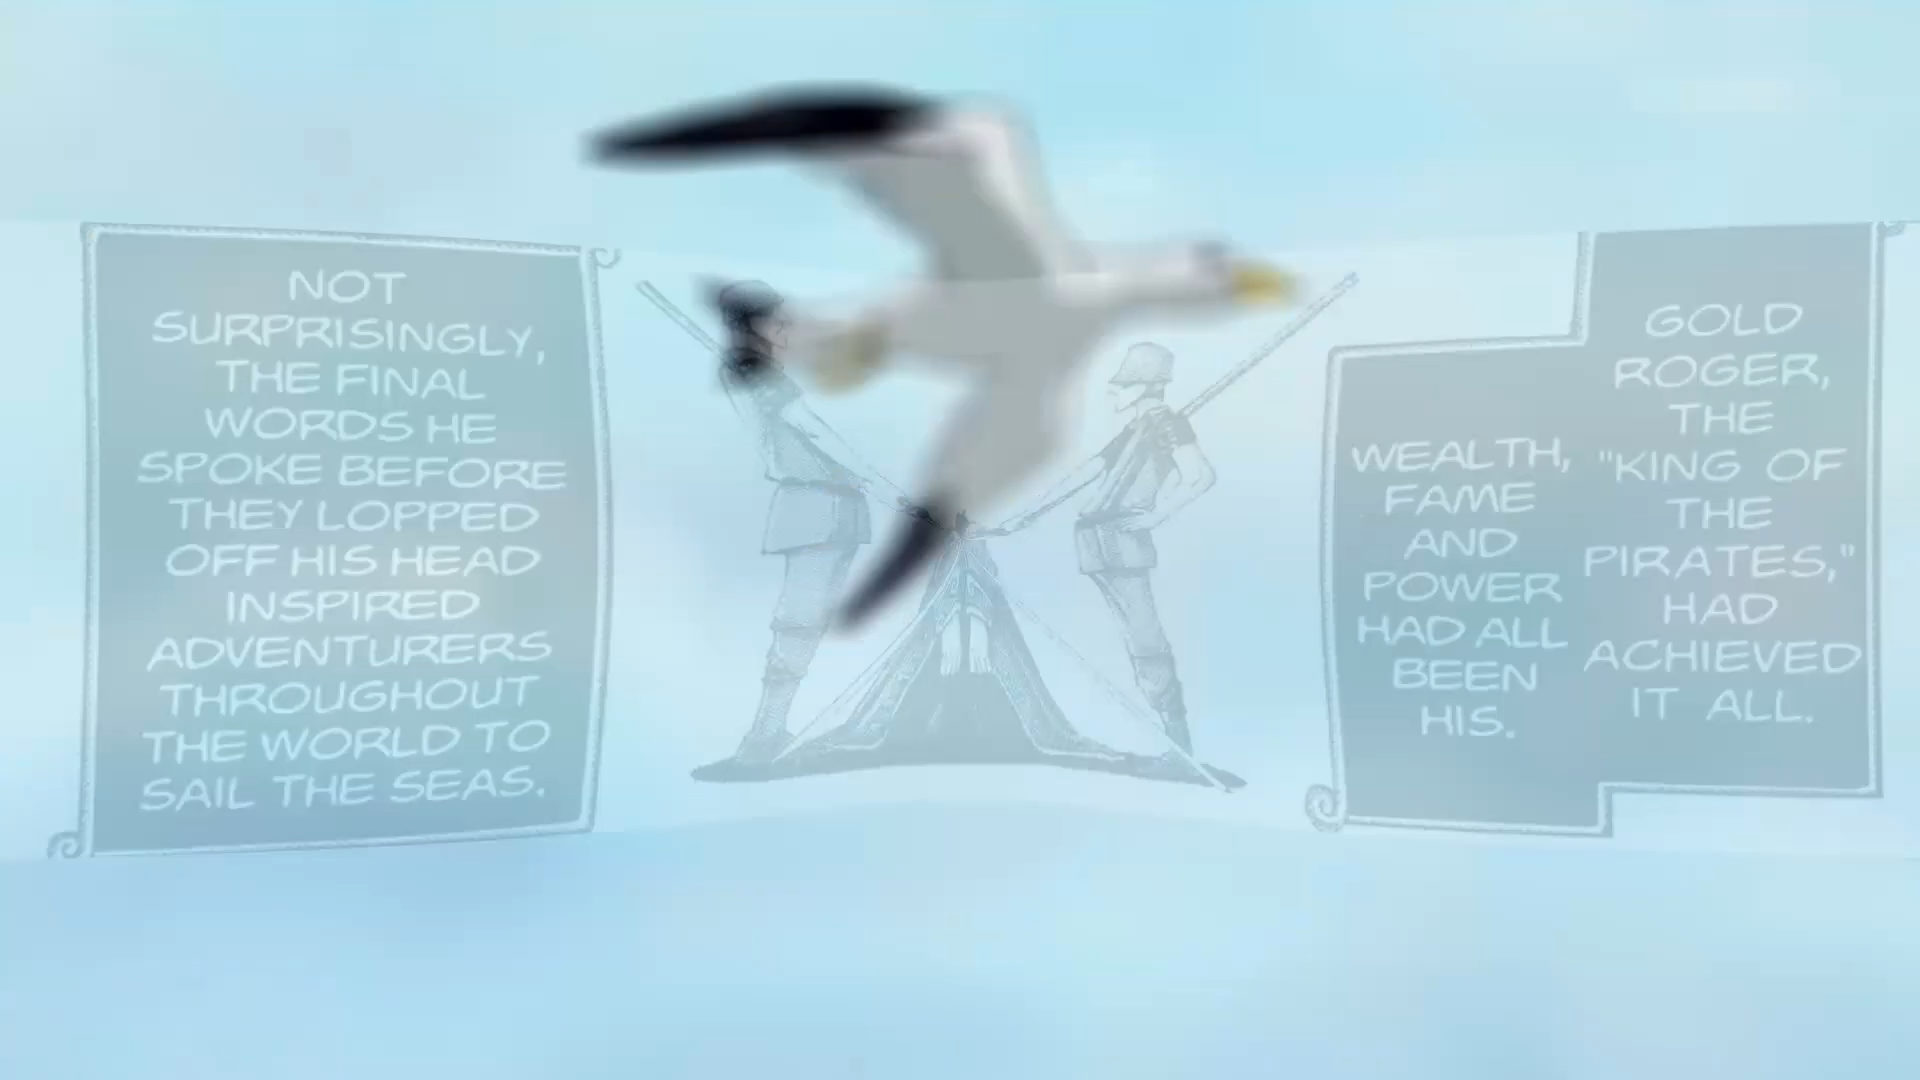 NOT
SURPRISINGLY,
THE FINAL
WORDS HE
SPOKE BEFORE
THEY LOPPED
OFF HIS HEAD
INSPIRED
ADVENTURERS
THROUGHOUT
THE WORLD TO
SAIL THE SEAS.
WEALTH,
FAME
AND
POWER
HAD ALL
BEEN
HIS.
GOLD
ROGER,
THE
"KING OF
THE
PIRATES,"
HAD
ACHIEVED
IT ALL.